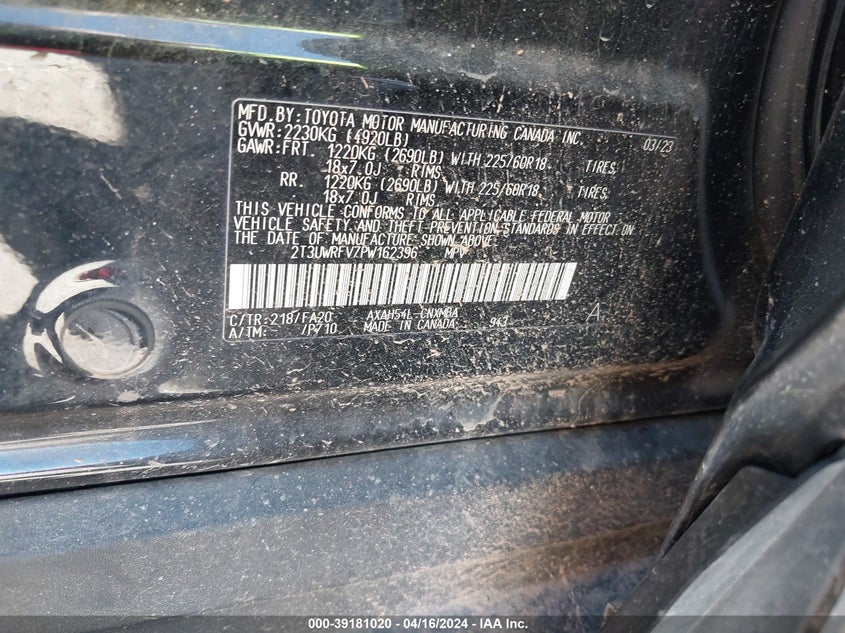 MFD.BY:TOYOTA MOTOR MANUFACTURING CANADA INC. 03/23
GVWR:2230KG (4920LB)
GAWR:FRT. 1220KG (2690LB) WITH 225/60R18 TIRES,
18x7.0J RIMS
RR. 1220KG (2690LB) WITH 225/60R18 TIRES,
18x7.0J RIMS
THIS VEHICLE CONFORMS TO ALL APPLICABLE FEDERAL MOTOR
VEHICLE SAFETY AND THEFT PREVENTION STANDARDS IN EFFECT ON
THE DATE OF MANUFACTURE SHOWN ABOVE.
2T3UWRFV7PW162396 MPV
C/TR:2187/FA20 AXAH54L-CNXMBA
A/TM: /P710 MADE IN CANADA 943 A
000-39181020 - 04/16/2024 - IAA Inc.